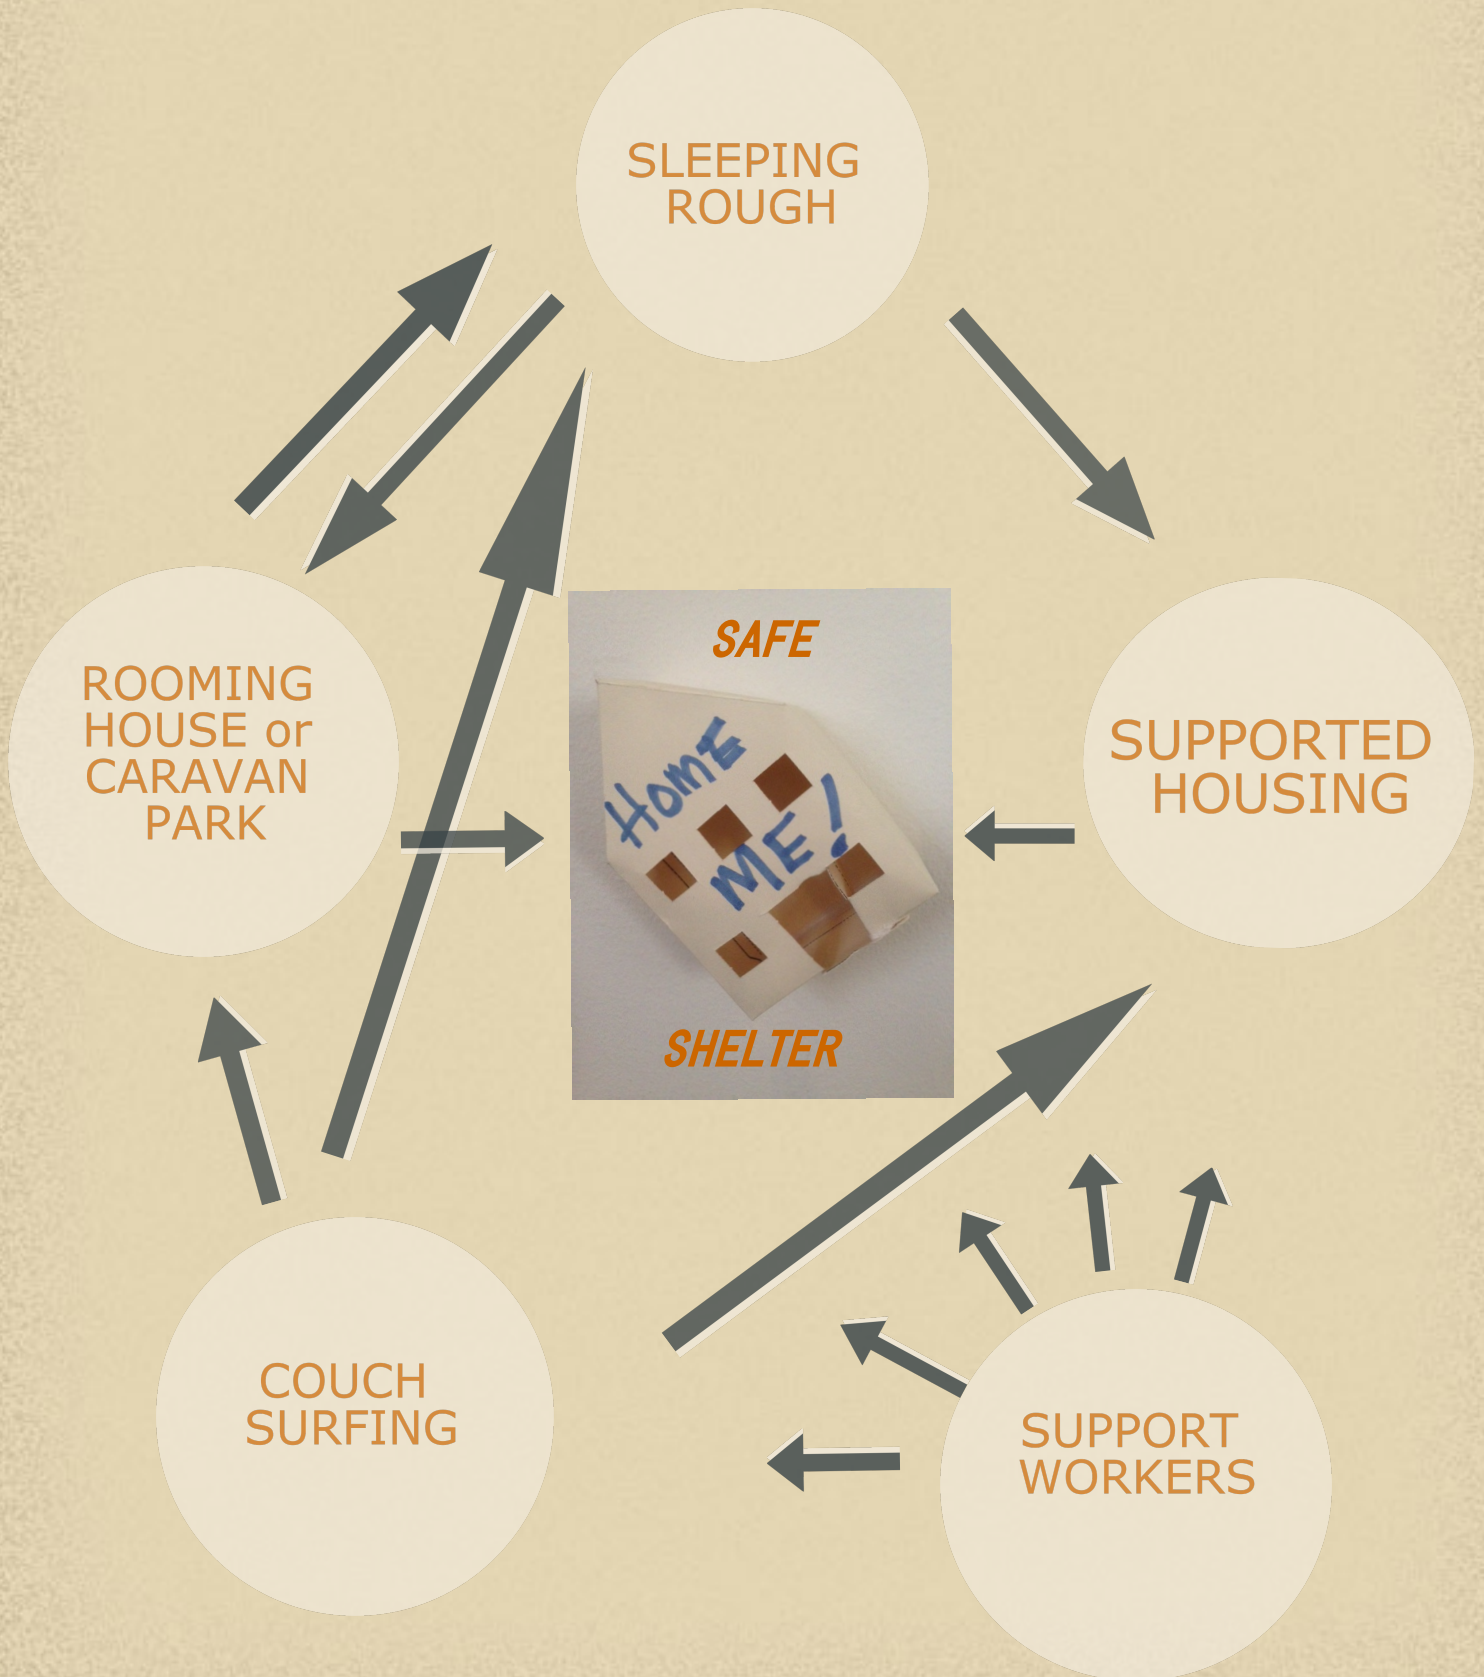 SLEEPING
ROUGH
ROOMING
HOUSE or
CARAVAN
PARK
SAFE
HOME
ME!
SHELTER
SUPPORTED
HOUSING
COUCH
SURFING
SUPPORT
WORKERS